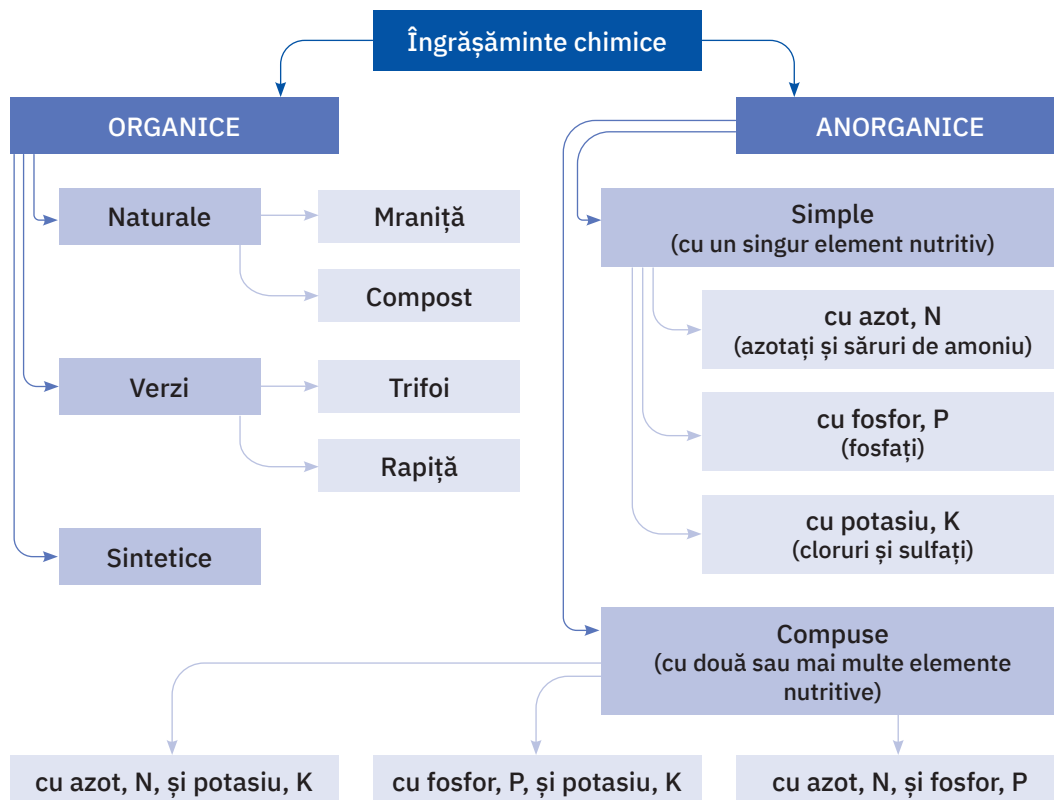 Îngrășăminte chimice
ORGANICE
Naturale
Mraniță
Compost
Verzi
Trifoi
Rapiță
Sintetice
ANORGANICE
Simple
(cu un singur element nutritiv)
cu azot, N
(azotați și săruri de amoniu)
cu fosfor, P
(fosfați)
cu potasiu, K
(cloruri și sulfați)
Compuse
(cu două sau mai multe elemente
nutritive)
cu azot, N, și potasiu, K
cu fosfor, P, și potasiu, K
cu azot, N, și fosfor, P